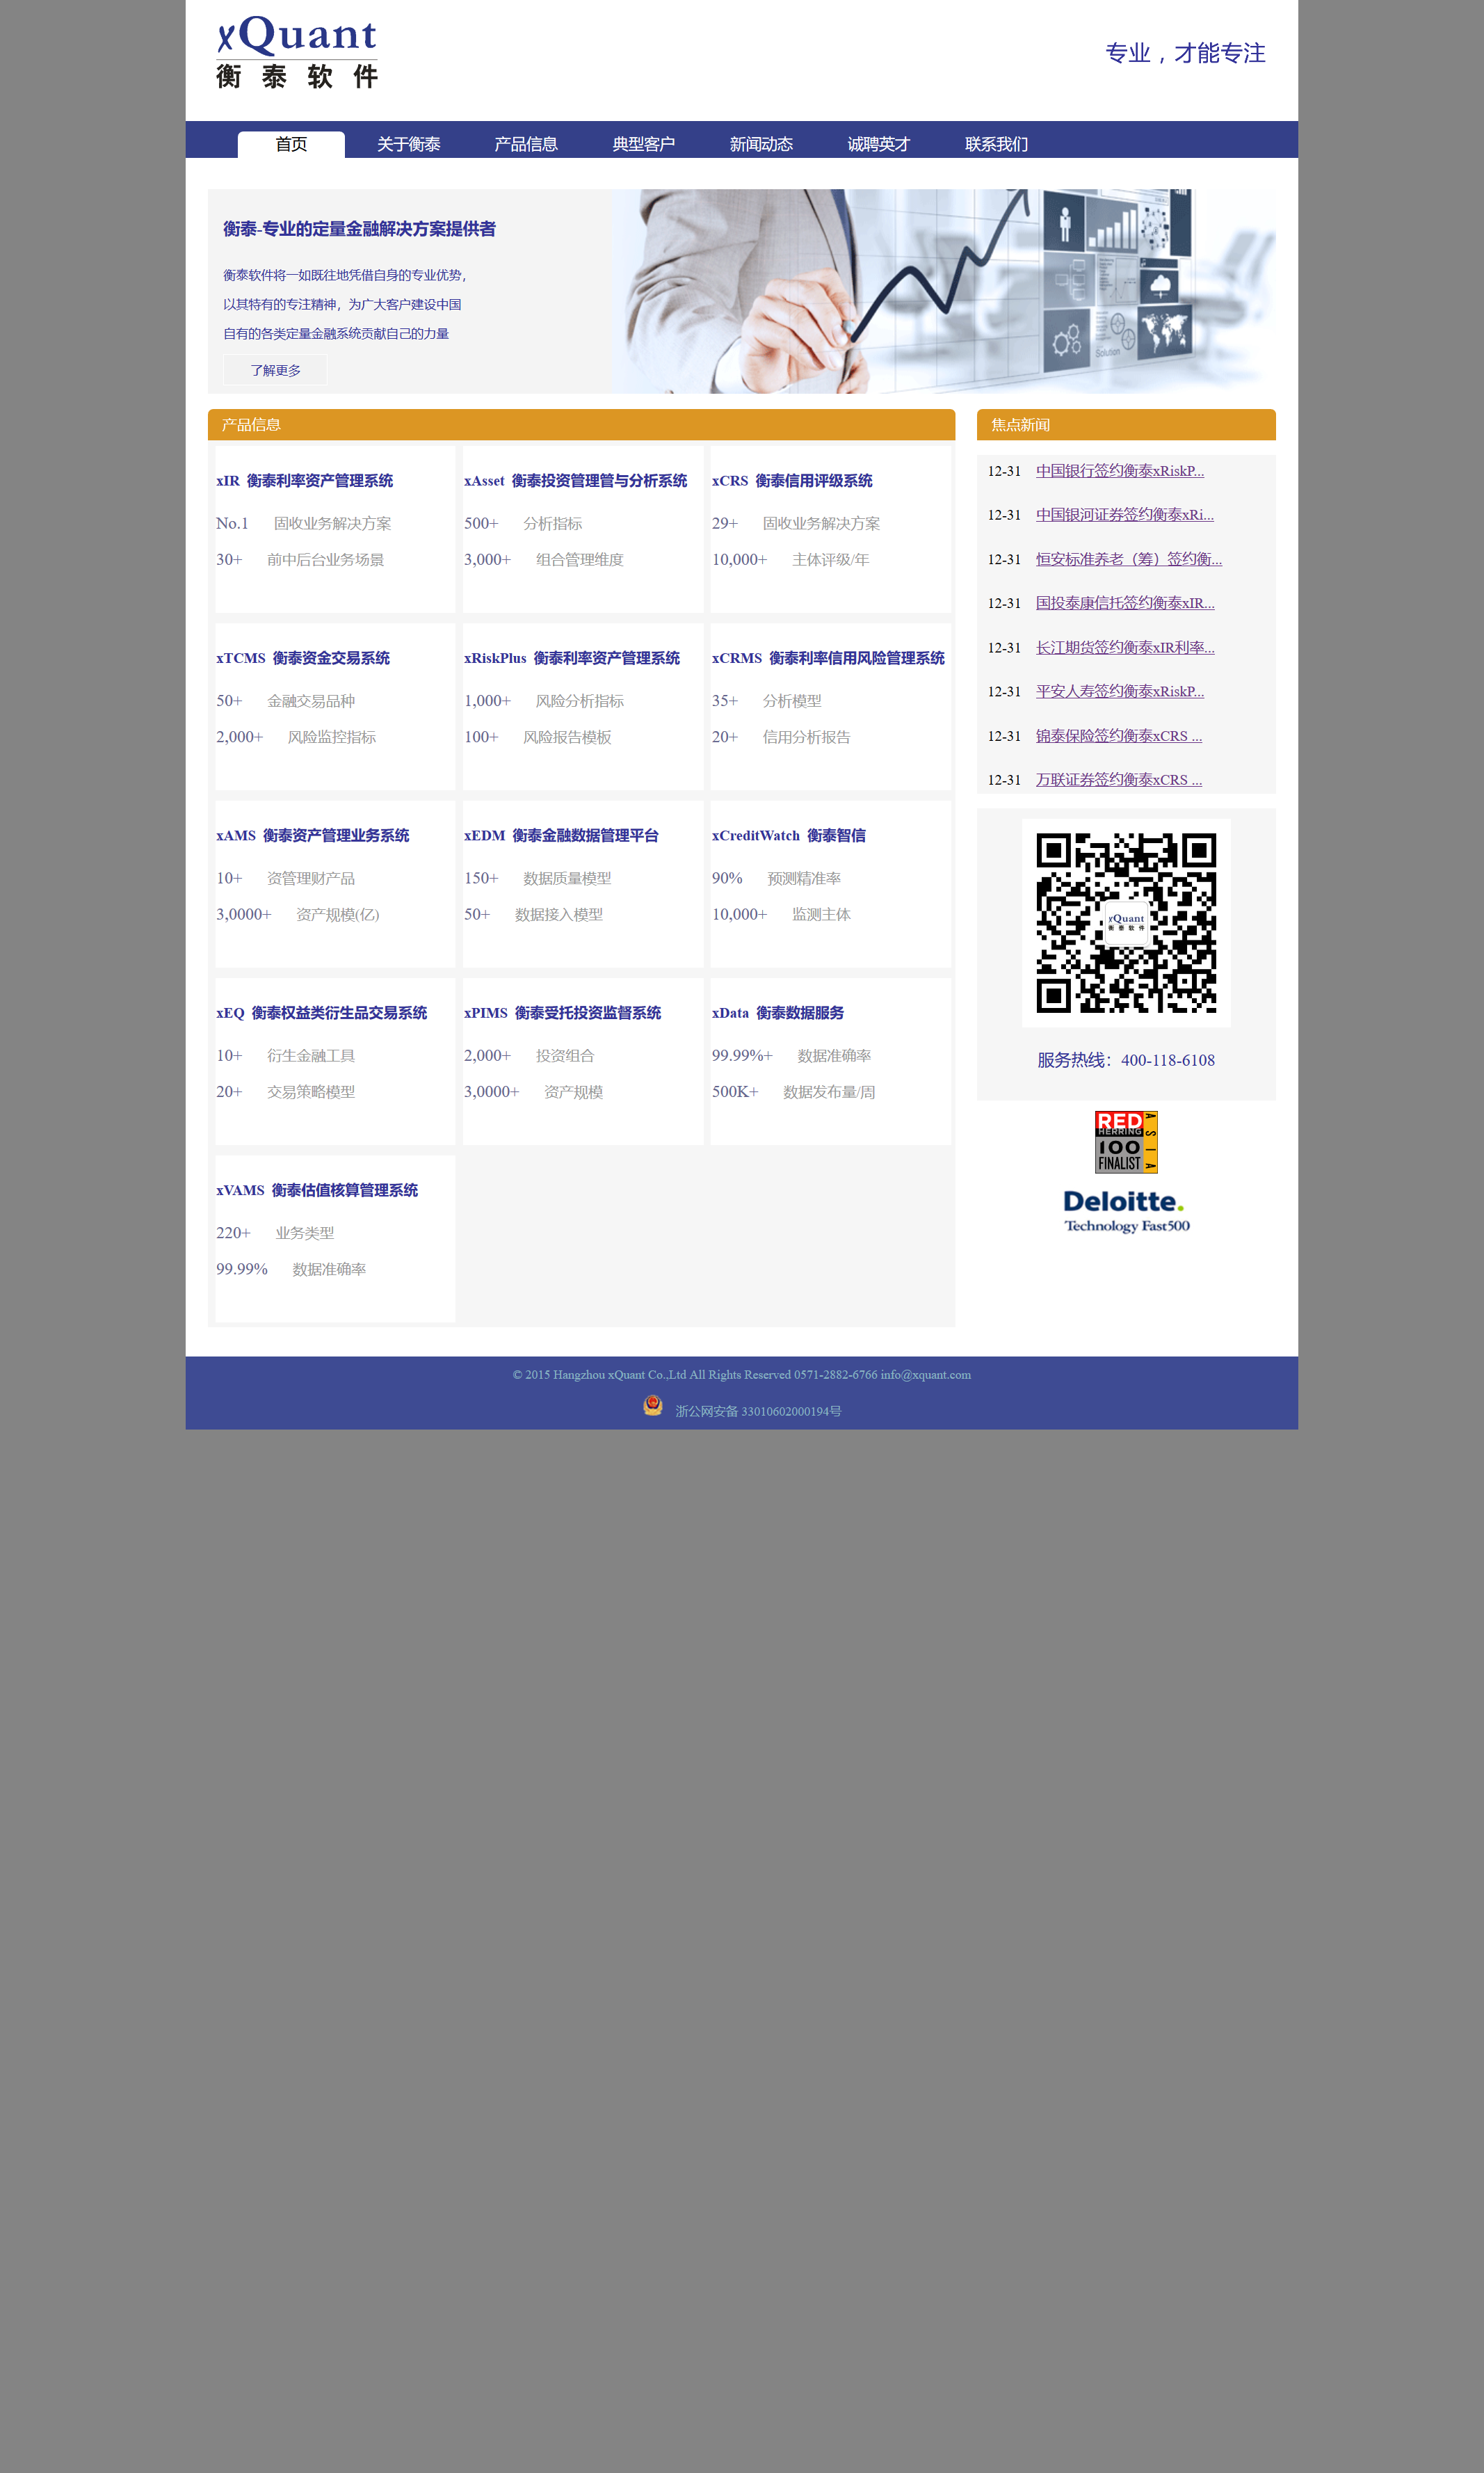 xQuant
衡泰软件
专业，才能专注
首页 关于衡泰 产品信息 典型客户 新闻动态 诚聘英才 联系我们
衡泰-专业的定量金融解决方案提供者
衡泰软件将一如既往地凭借自身的专业优势，
以其特有的专注精神，为广大客户建设中国
自有的各类定量金融系统贡献自己的力量
了解更多
Solution
产品信息
xIR 衡泰利率资产管理系统
No.1 固收业务解决方案
30+ 前中后台业务场景
xAsset 衡泰投资管理管与分析系统
500+ 分析指标
3,000+ 组合管理维度
xCRS 衡泰信用评级系统
29+ 固收业务解决方案
10,000+ 主体评级/年
xTCMS 衡泰资金交易系统
50+ 金融交易品种
2,000+ 风险监控指标
xRiskPlus 衡泰利率资产管理系统
1,000+ 风险分析指标
100+ 风险报告模板
xCRMS 衡泰利率信用风险管理系统
35+ 分析模型
20+ 信用分析报告
xAMS 衡泰资产管理业务系统
10+ 资管理财产品
3,0000+ 资产规模(亿)
xEDM 衡泰金融数据管理平台
150+ 数据质量模型
50+ 数据接入模型
xCreditWatch 衡泰智信
90% 预测精准率
10,000+ 监测主体
xEQ 衡泰权益类衍生品交易系统
10+ 衍生金融工具
20+ 交易策略模型
xPIMS 衡泰受托投资监督系统
2,000+ 投资组合
3,0000+ 资产规模
xData 衡泰数据服务
99.99%+ 数据准确率
500K+ 数据发布量/周
xVAMS 衡泰估值核算管理系统
220+ 业务类型
99.99% 数据准确率
焦点新闻
12-31 中国银行签约衡泰xRiskP...
12-31 中国银河证券签约衡泰xRi...
12-31 恒安标准养老（筹）签约衡...
12-31 国投泰康信托签约衡泰xIR...
12-31 长江期货签约衡泰xIR利率...
12-31 平安人寿签约衡泰xRiskP...
12-31 锦泰保险签约衡泰xCRS ...
12-31 万联证券签约衡泰xCRS ...
xQuant
衡泰软件
服务热线：400-118-6108
RED
HERRING
100
FINALIST
ASIA
Deloitte.
Technology Fast500
© 2015 Hangzhou xQuant Co.,Ltd All Rights Reserved 0571-2882-6766 info@xquant.com
浙公网安备 33010602000194号